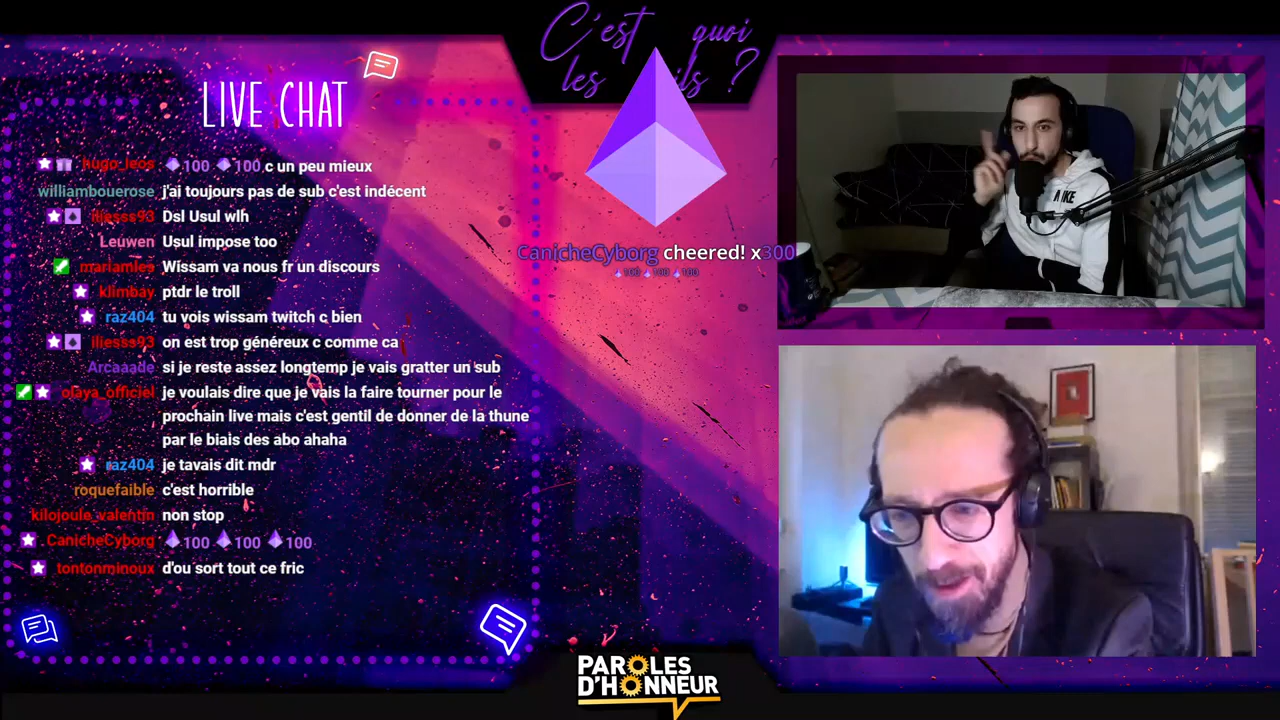 C'est quoi
les ils ?
LIVE CHAT
hugo_leos 100 100 c un peu mieux
williambouerose j'ai toujours pas de sub c'est indécent
iliesss93 Dsl Usul wlh
Leuwen Usul impose too
mariamles Wissam va nous fr un discours
klimbay ptdr le troll
raz404 tu vois wissam twitch c bien
iliesss93 on est trop généreux c comme ca
Arcaaade si je reste assez longtemp je vais gratter un sub
olaya_officiel je voulais dire que je vais la faire tourner pour le
prochain live mais c'est gentil de donner de la thune
par le biais des abo ahaha
raz404 je tavais dit mdr
roquefaible c'est horrible
kilojoule_valentin non stop
CanicheCyborg 100 100 100
tontonminoux d'ou sort tout ce fric
CanicheCyborg cheered! x300
100 100 100
NIKE
PAROLES
D'HONNEUR